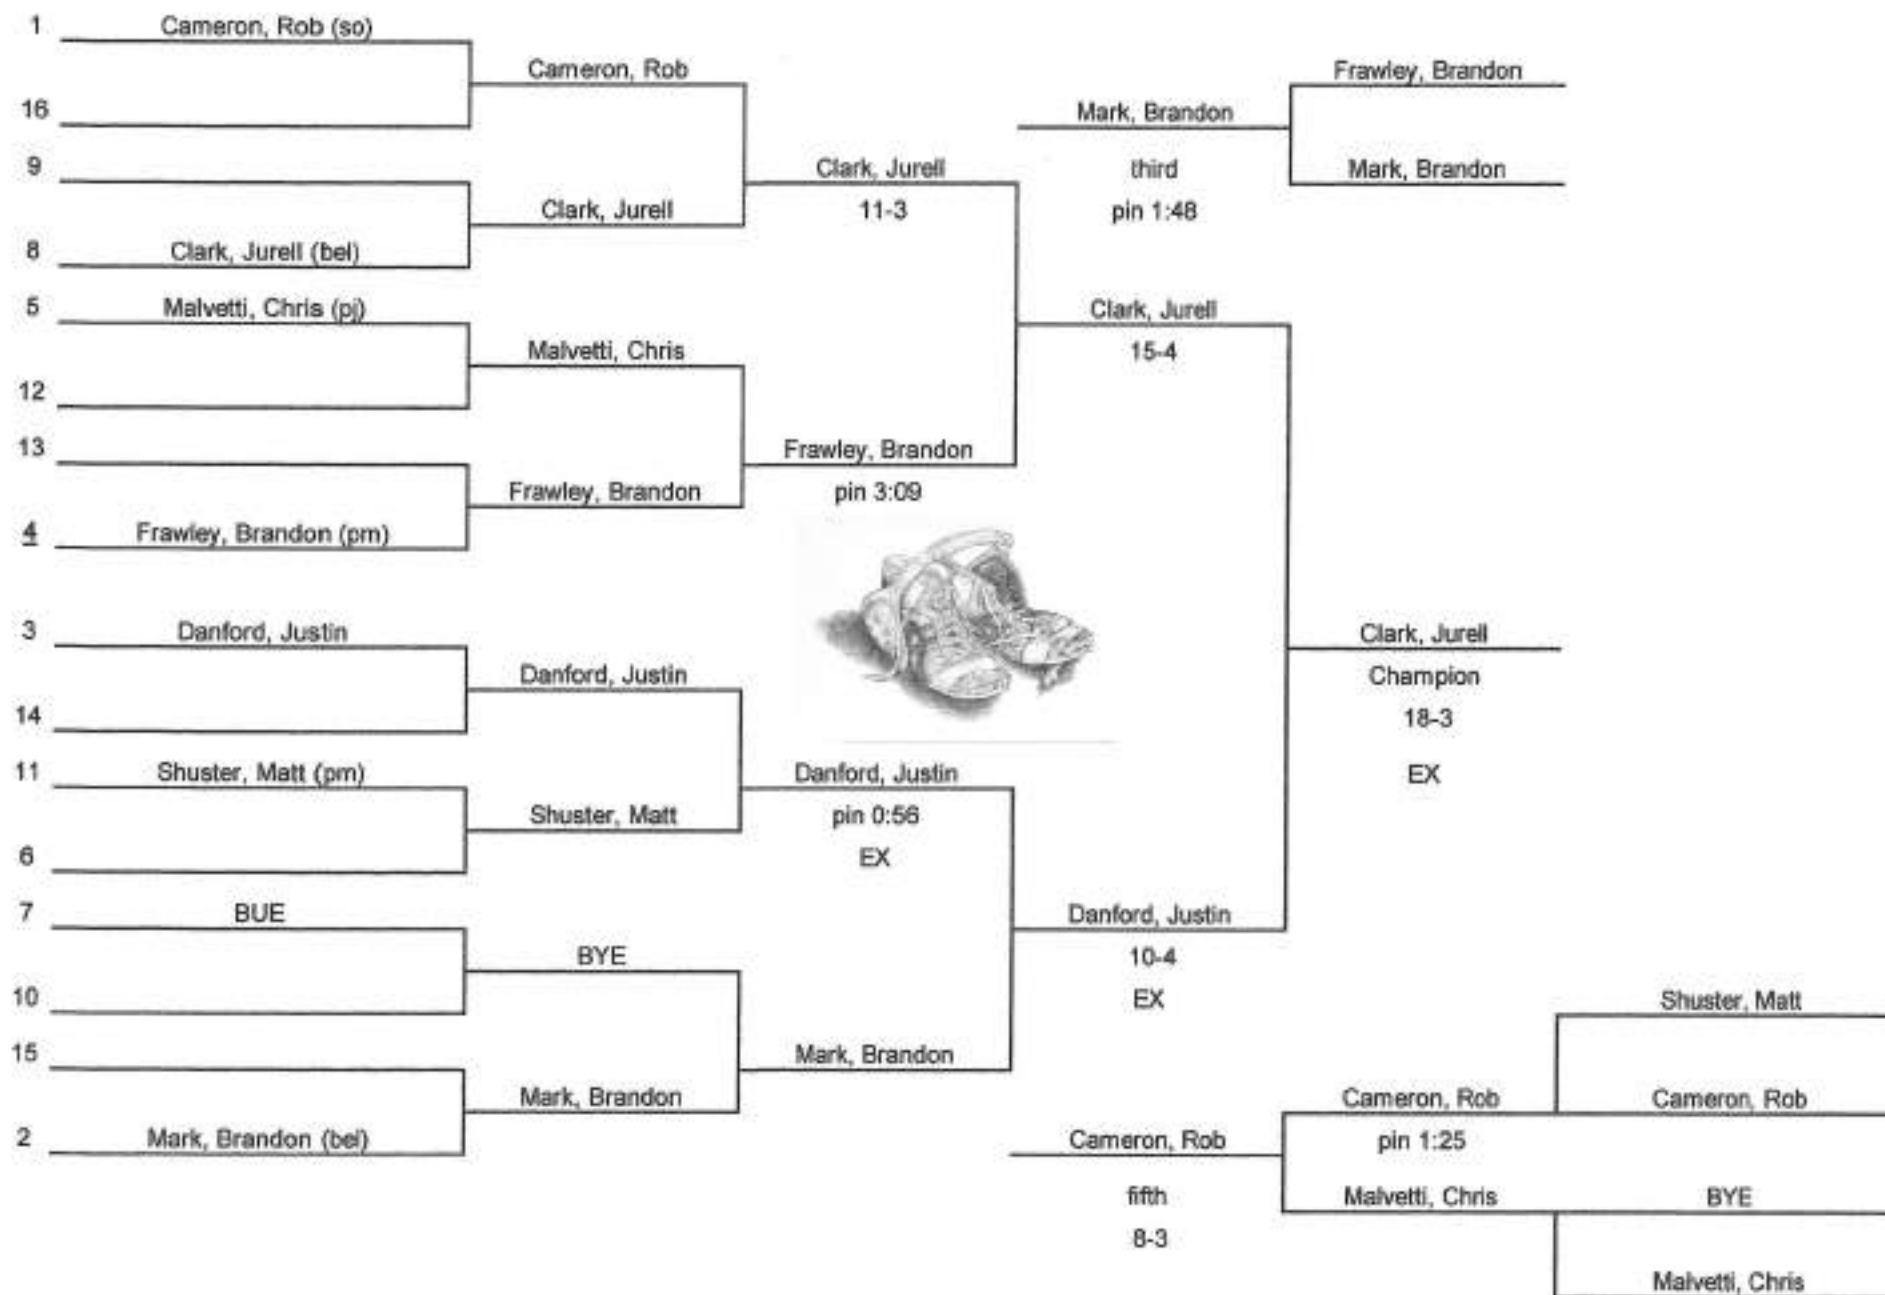 1 Cameron, Rob (so)
Cameron, Rob
Frawley, Brandon
16
Mark, Brandon
9
Clark, Jurell
third
Mark, Brandon
Clark, Jurell
11-3
pin 1:48
8 Clark, Jurell (bel)
5 Malvetti, Chris (pj)
Clark, Jurell
Malvetti, Chris
15-4
12
13
Frawley, Brandon
Frawley, Brandon
pin 3:09
4 Frawley, Brandon (pm)
3 Danford, Justin
Clark, Jurell
Danford, Justin
Champion
14
18-3
11 Shuster, Matt (pm)
Danford, Justin
EX
Shuster, Matt
pin 0:56
6
EX
7 BUE
Danford, Justin
BYE
10-4
10
EX
Shuster, Matt
15
Mark, Brandon
Mark, Brandon
Cameron, Rob
Cameron, Rob
2 Mark, Brandon (bel)
Cameron, Rob
pin 1:25
fifth
Malvetti, Chris
BYE
8-3
Malvetti, Chris